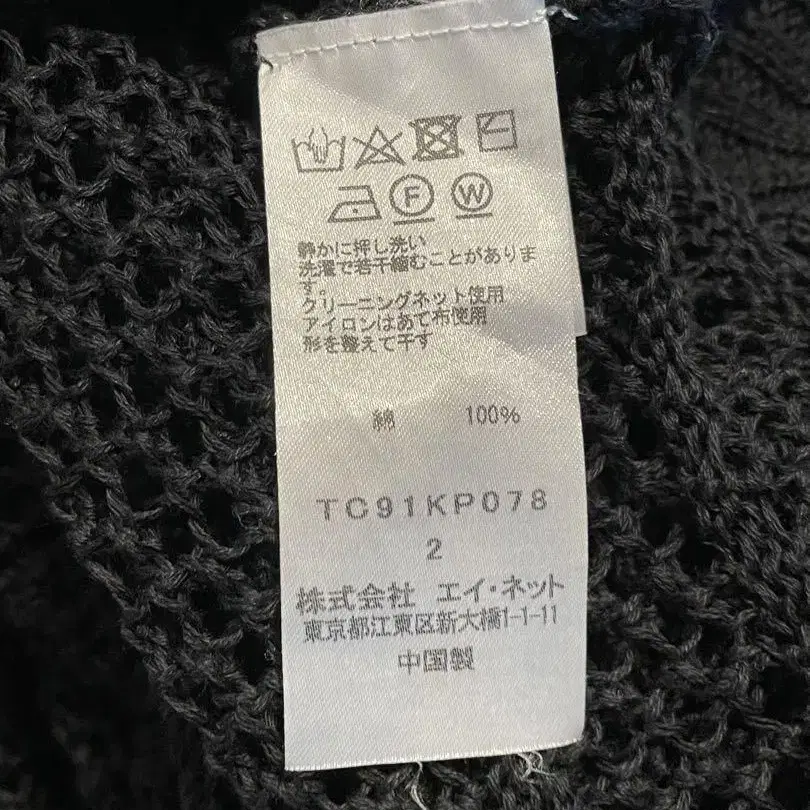 F W
静かに押し洗い
洗濯で若干縮むことがありま
す。
クリーニングネット使用
アイロンはあて布使用
形を整えて干す
綿 100%
TC91KP078
2
株式会社 エイ・ネット
東京都江東区新大橋1-1-11
中国製